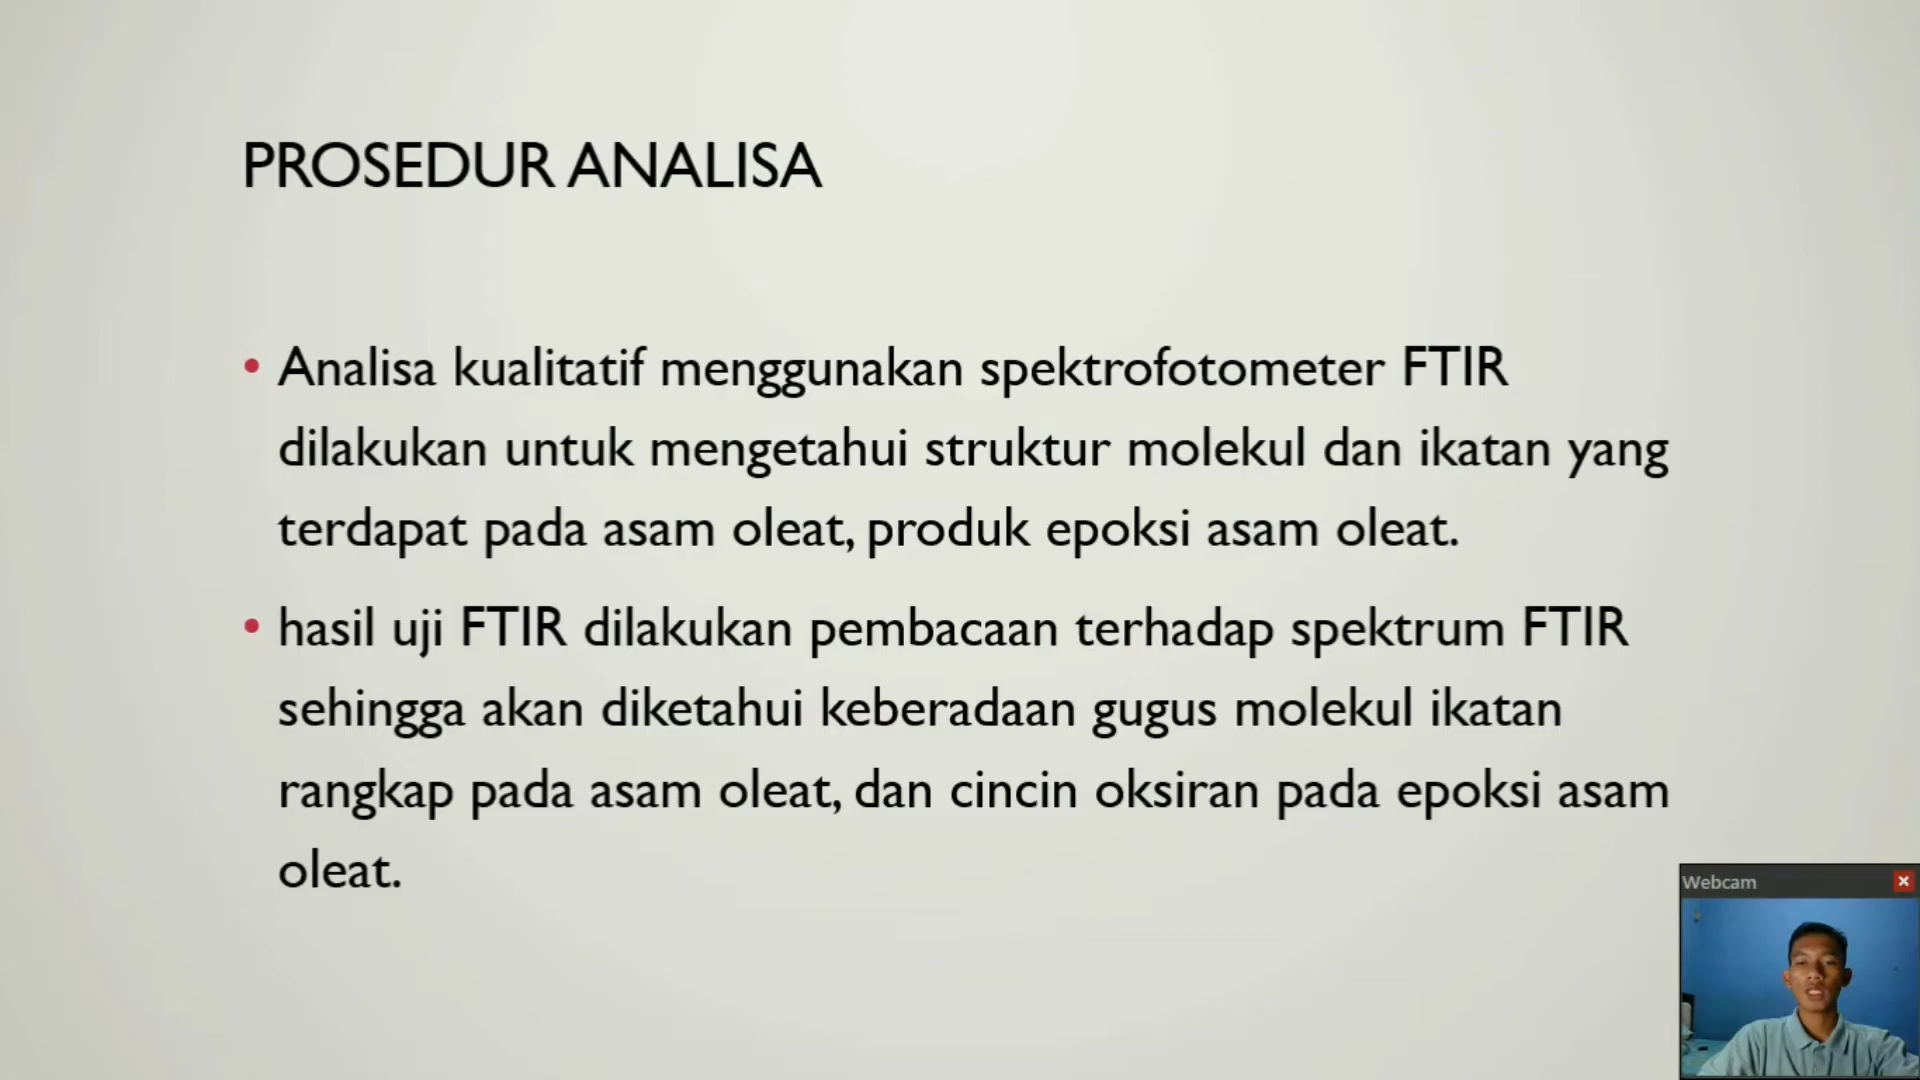 PROSEDUR ANALISA
• Analisa kualitatif menggunakan spektrofotometer FTIR
dilakukan untuk mengetahui struktur molekul dan ikatan yang
terdapat pada asam oleat, produk epoksi asam oleat.
• hasil uji FTIR dilakukan pembacaan terhadap spektrum FTIR
sehingga akan diketahui keberadaan gugus molekul ikatan
rangkap pada asam oleat, dan cincin oksiran pada epoksi asam
oleat.
Webcam